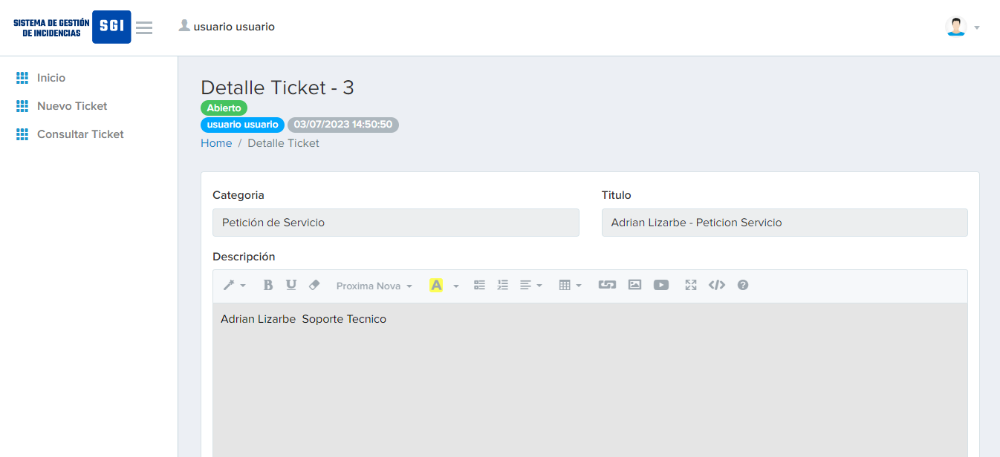 SISTEMA DE GESTIÓN
DE INCIDENCIAS
SGI
usuario usuario
Inicio
Nuevo Ticket
Consultar Ticket
Detalle Ticket - 3
Abierto
usuario usuario 03/07/2023 14:50:50
Home / Detalle Ticket
Categoria
Titulo
Petición de Servicio
Adrian Lizarbe - Peticion Servicio
Descripción
B U Proxima Nova A </> ?
Adrian Lizarbe Soporte Tecnico